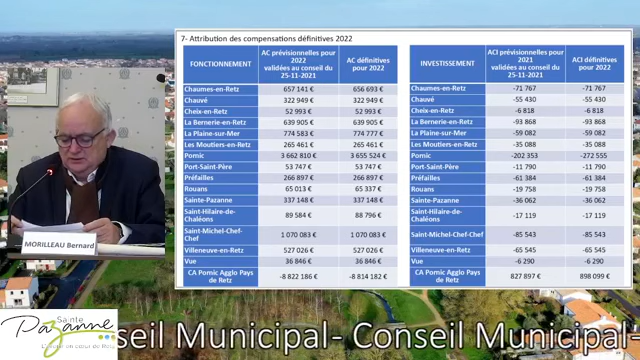 7- Attribution des compensations définitives 2022
FONCTIONNEMENT AC prévisionnelles pour 2022 validées au conseil du 25-11-2021 AC définitives pour 2022
Chaumes-en-Retz 657 141 € 656 693 €
Chauvé 322 949 € 322 949 €
Cheix-en-Retz 52 993 € 52 993 €
La Bernerie-en-Retz 639 905 € 639 905 €
La Plaine-sur-Mer 774 583 € 774 777 €
Les Moutiers-en-Retz 265 461 € 265 461 €
Pornic 3 662 810 € 3 655 524 €
Port-Saint-Père 53 747 € 53 747 €
Préfailles 266 897 € 266 897 €
Rouans 65 013 € 65 337 €
Sainte-Pazanne 337 148 € 337 148 €
Saint-Hilaire-de-Chaléons 89 584 € 88 796 €
Saint-Michel-Chef-Chef 1 070 083 € 1 070 083 €
Villeneuve-en-Retz 527 026 € 527 026 €
Vue 36 846 € 36 846 €
CA Pornic Agglo Pays de Retz -8 822 186 € -8 814 182 €
INVESTISSEMENT ACI prévisionnelles pour 2021 validées au conseil du 25-11-2021 ACI définitives pour 2022
Chaumes-en-Retz -71 767 -71 767
Chauvé -55 430 -55 430
Cheix-en-Retz -6 818 -6 818
La Bernerie-en-Retz -93 868 -93 868
La Plaine-sur-Mer -59 082 -59 082
Les Moutiers-en-Retz -35 088 -35 088
Pornic -202 353 -272 555
Port-Saint-Père -11 790 -11 790
Préfailles -61 384 -61 384
Rouans -19 758 -19 758
Sainte-Pazanne -36 062 -36 062
Saint-Hilaire-de-Chaléons -17 119 -17 119
Saint-Michel-Chef-Chef -85 543 -85 543
Villeneuve-en-Retz -65 545 -65 545
Vue -6 290 -6 290
CA Pornic Agglo Pays de Retz 827 897 € 898 099 €
MORILLEAU Bernard
Sainte
Pazanne
en coeur de Retz
seil Municipal- Conseil Municipal-